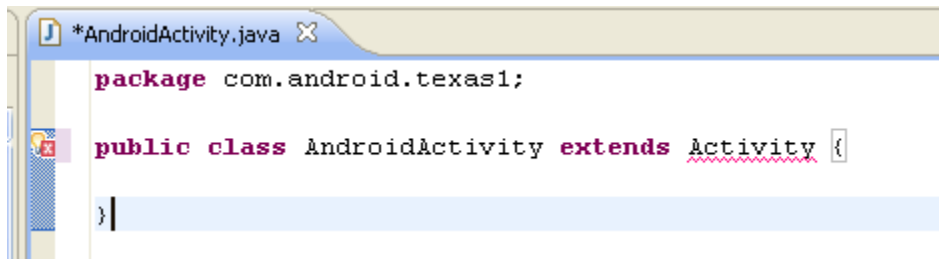 *AndroidActivity.java
package com.android.texas1;
public class AndroidActivity extends Activity {
}